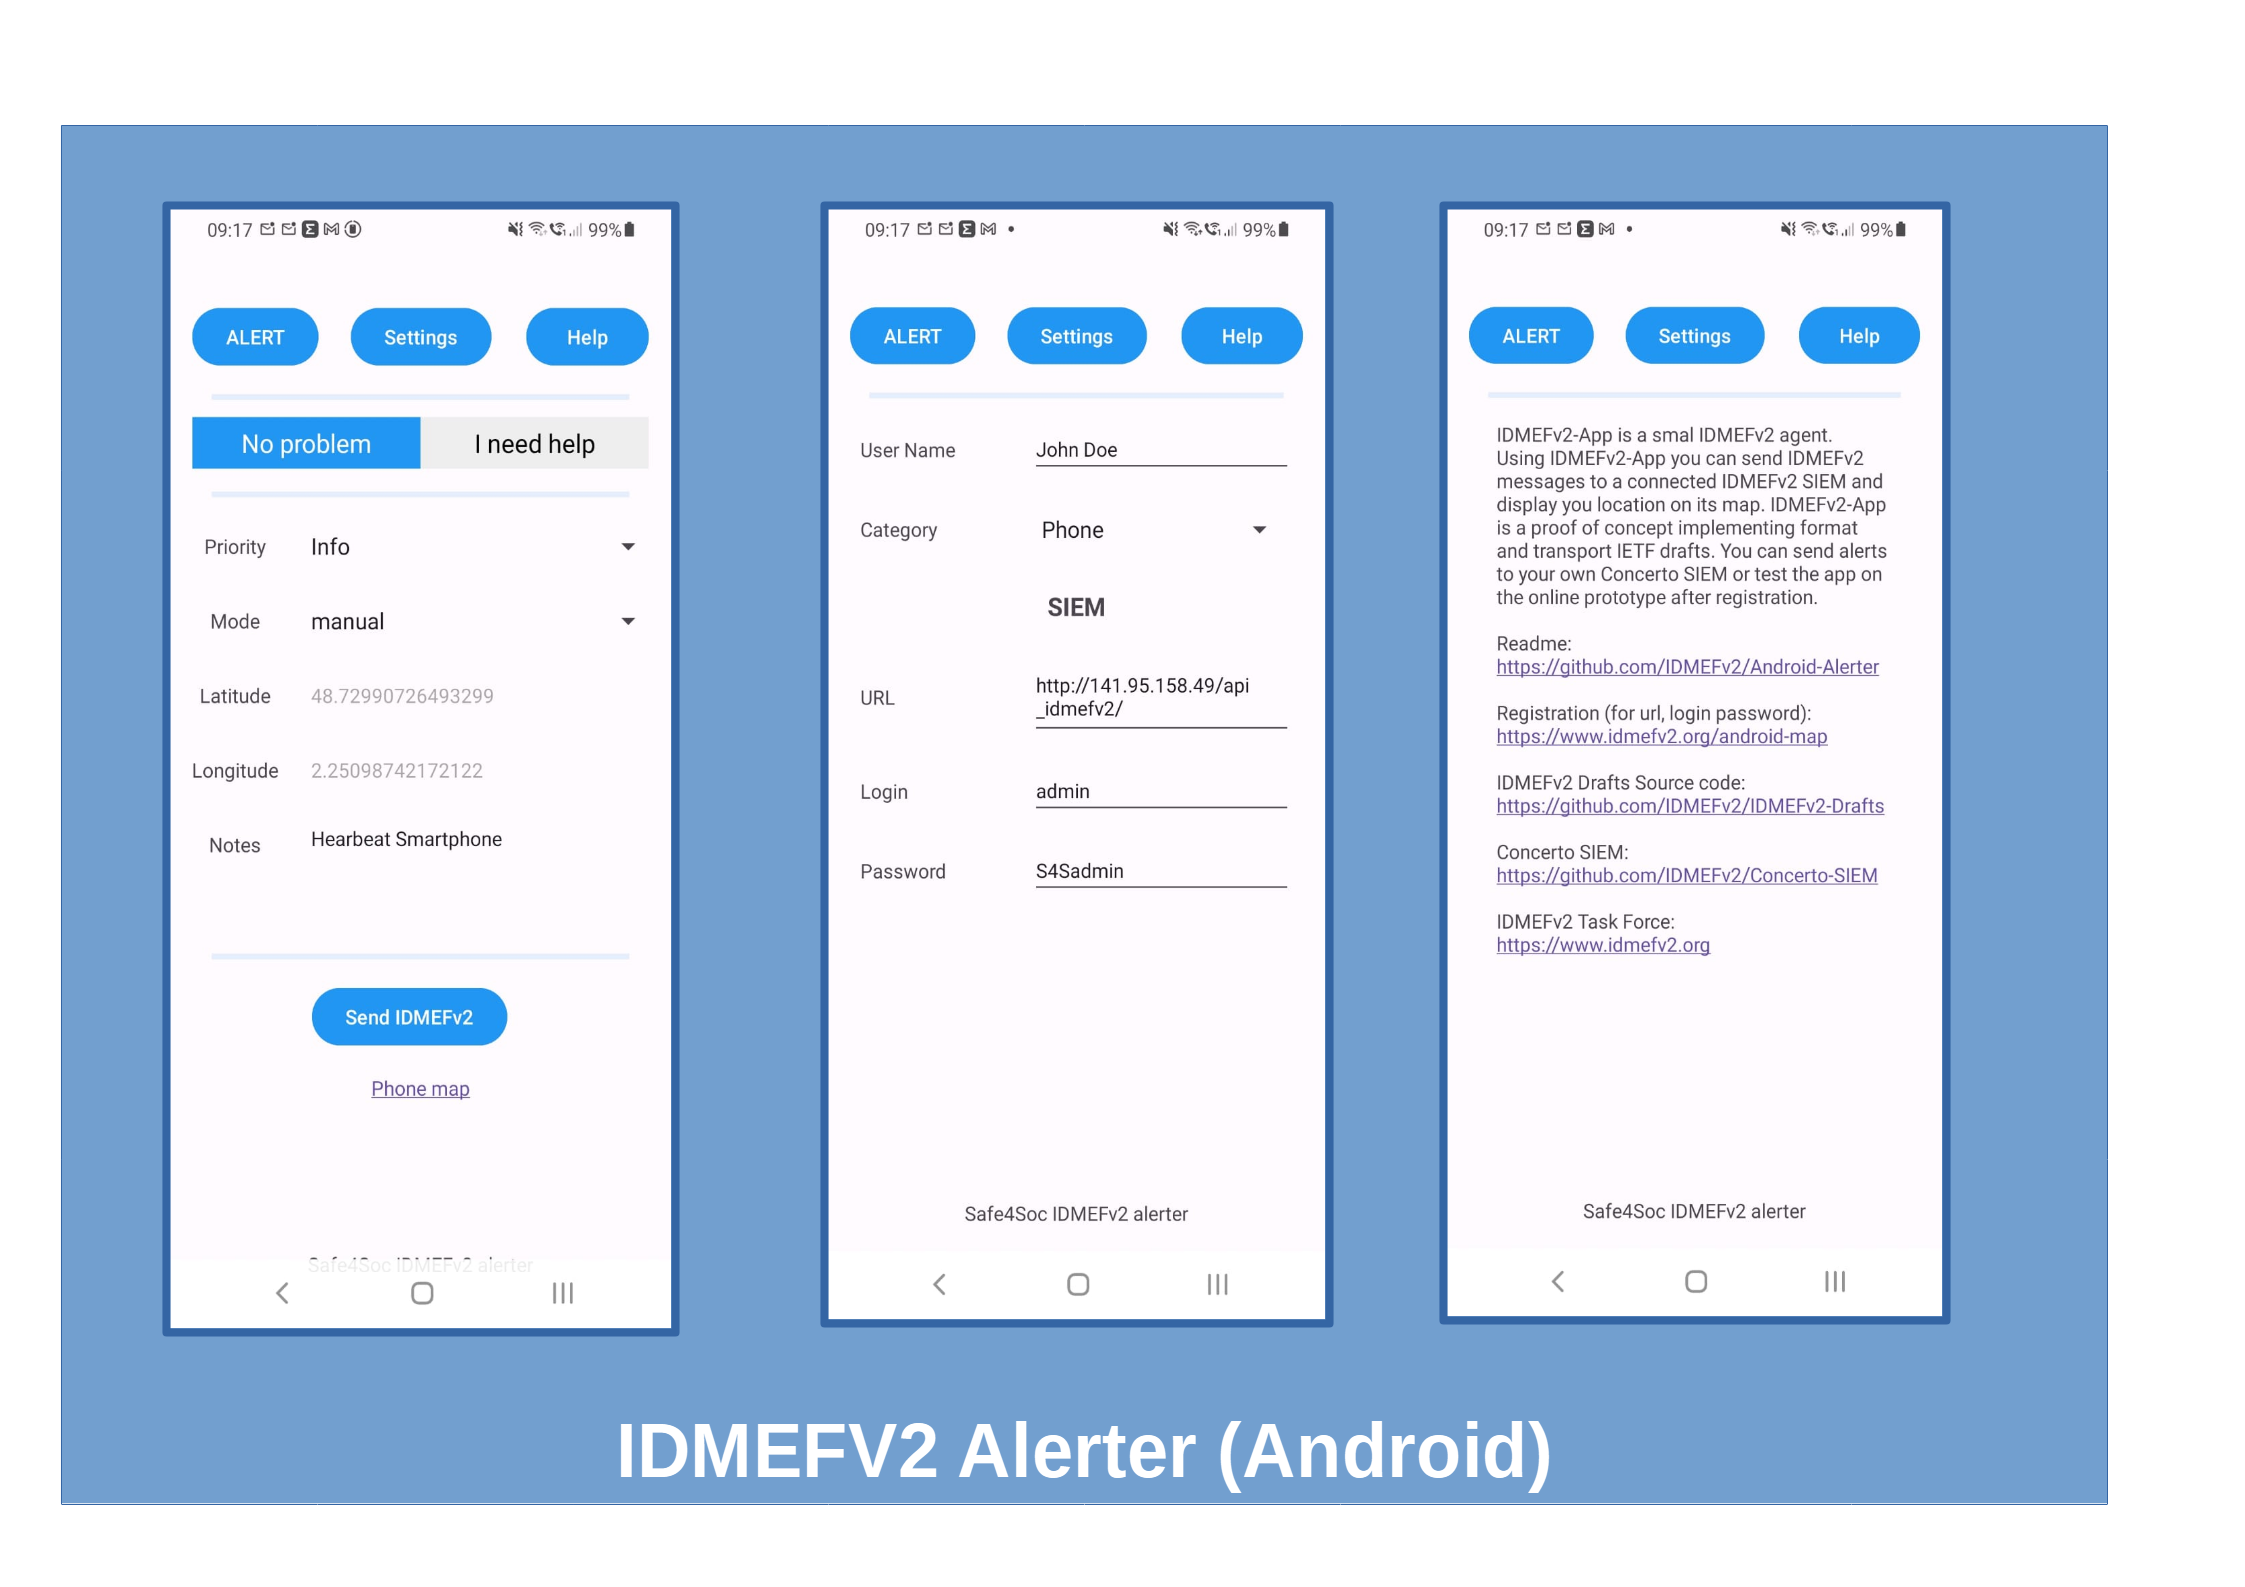 09:17
99%
ALERT
Settings
Help
No problem
I need help
Priority
Info
Mode
manual
Latitude
48.72990726493299
Longitude
2.25098742172122
Notes
Hearbeat Smartphone
Send IDMEFv2
Phone map
Safe4Soc IDMEFv2 alerter
09:17
99%
ALERT
Settings
Help
User Name
John Doe
Category
Phone
SIEM
URL
http://141.95.158.49/api
_idmefv2/
Login
admin
Password
S4Sadmin
Safe4Soc IDMEFv2 alerter
09:17
99%
ALERT
Settings
Help
IDMEFv2-App is a smal IDMEFv2 agent.
Using IDMEFv2-App you can send IDMEFv2
messages to a connected IDMEFv2 SIEM and
display you location on its map. IDMEFv2-App
is a proof of concept implementing format
and transport IETF drafts. You can send alerts
to your own Concerto SIEM or test the app on
the online prototype after registration.
Readme:
https://github.com/IDMEFv2/Android-Alerter
Registration (for url, login password):
https://www.idmefv2.org/android-map
IDMEFv2 Drafts Source code:
https://github.com/IDMEFv2/IDMEFv2-Drafts
Concerto SIEM:
https://github.com/IDMEFv2/Concerto-SIEM
IDMEFv2 Task Force:
https://www.idmefv2.org
Safe4Soc IDMEFv2 alerter
IDMEFV2 Alerter (Android)